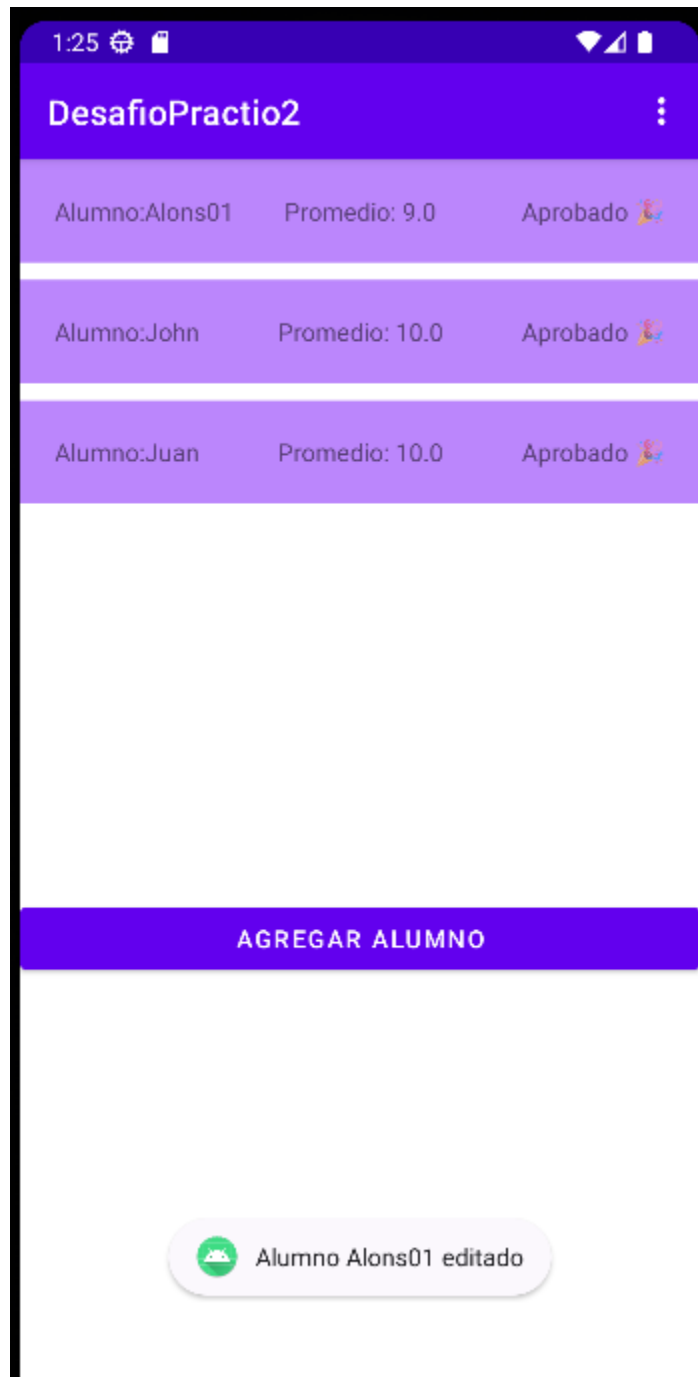 1:25
DesafioPractio2
Alumno:Alons01 Promedio: 9.0 Aprobado 🎉
Alumno:John Promedio: 10.0 Aprobado 🎉
Alumno:Juan Promedio: 10.0 Aprobado 🎉
AGREGAR ALUMNO
Alumno Alons01 editado